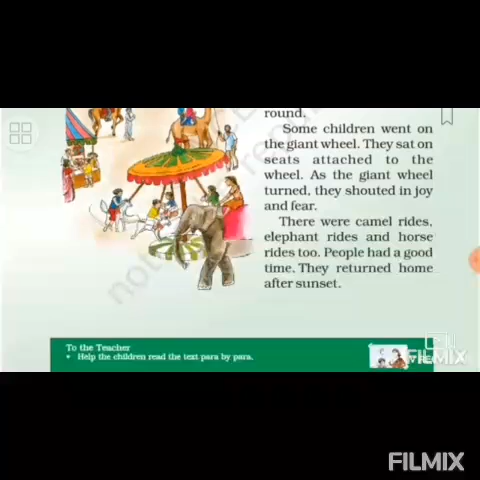 round.
Some children went on
the giant wheel. They sat on
seats attached to the
wheel. As the giant wheel
turned, they shouted in joy
and fear.
There were camel rides,
elephant rides and horse
rides too. People had a good
time. They returned home
after sunset.
not
To the Teacher
• Help the children read the text para by para.
FILMIX
FILMIX